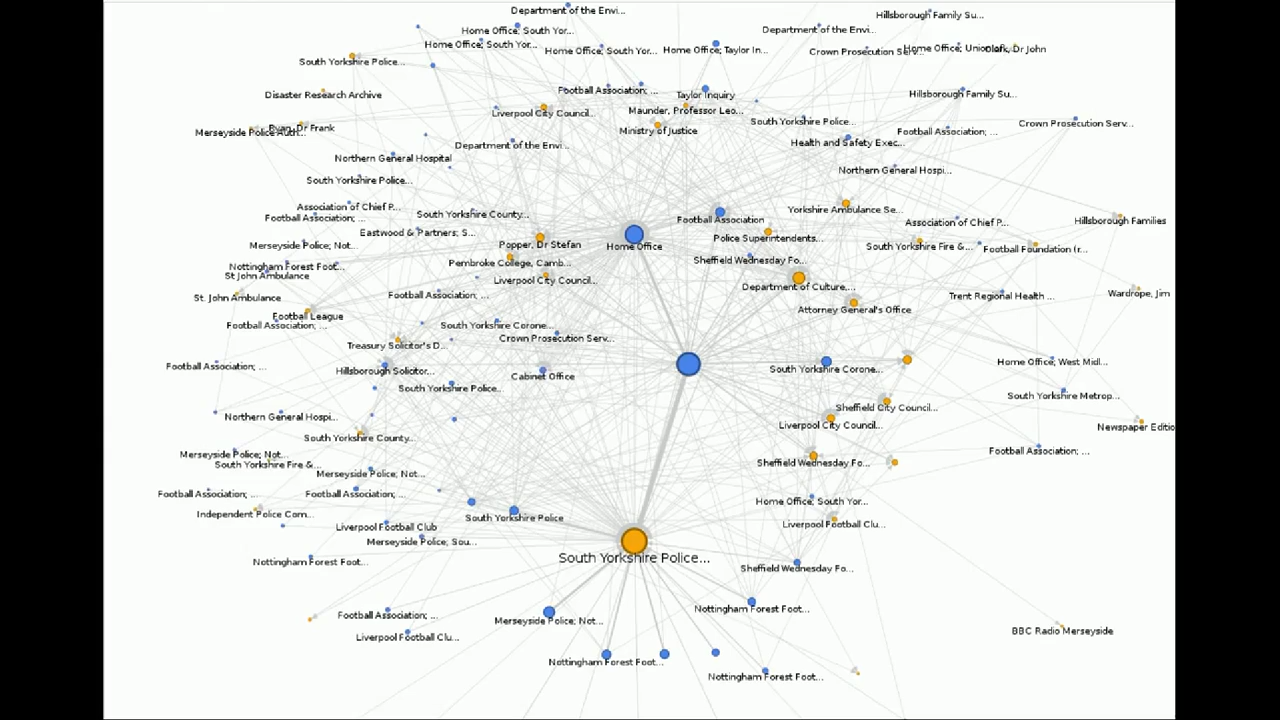 Department of the Envi...
Hillsborough Family Su...
Home Office; South Yor...
Department of the Envi...
Home Office; South Yor...
Home Office; South Yor...
Home Office; Taylor In...
Crown Prosecution Serv...
South Yorkshire Police...
Disaster Research Archive
Football Association; ...
Taylor Inquiry
Hillsborough Family Su...
Liverpool City Council...
Maunder, Professor Leo...
South Yorkshire Police...
Crown Prosecution Serv...
Ryan, Dr Frank
Ministry of Justice
Football Association; ...
Department of the Envi...
Health and Safety Exec...
Northern General Hospital
Northern General Hospi...
South Yorkshire Police...
Association of Chief P...
South Yorkshire County...
Football Association
Yorkshire Ambulance Se...
Football Association; ...
Association of Chief P...
Hillsborough Families
Eastwood & Partners; S...
Police Superintendents...
Merseyside Police; Not...
Popper, Dr Stefan
Home Office
South Yorkshire Fire &...
Football Foundation (r...
Nottingham Forest Foot...
Pembroke College, Camb...
Sheffield Wednesday Fo...
St John Ambulance
Liverpool City Council...
Department of Culture,...
St. John Ambulance
Football Association; ...
Trent Regional Health ...
Wardrope, Jim
Football League
Attorney General's Office
Football Association; ...
South Yorkshire Corone...
Treasury Solicitor's D...
Crown Prosecution Serv...
Football Association; ...
Hillsborough Solicitor...
Cabinet Office
South Yorkshire Corone...
Home Office; West Midl...
South Yorkshire Police...
South Yorkshire Metrop...
Northern General Hospi...
Sheffield City Council...
Liverpool City Council...
Newspaper Editio
South Yorkshire County...
Merseyside Police; Not...
Football Association; ...
South Yorkshire Fire &...
Merseyside Police; Not...
Sheffield Wednesday Fo...
Football Association; ...
Football Association; ...
Home Office; South Yor...
Independent Police Com...
South Yorkshire Police
Liverpool Football Club
Liverpool Football Clu...
Merseyside Police; Sou...
Nottingham Forest Foot...
South Yorkshire Police...
Sheffield Wednesday Fo...
Football Association; ...
Merseyside Police; Not...
Nottingham Forest Foot...
Liverpool Football Clu...
BBC Radio Merseyside
Nottingham Forest Foot...
Nottingham Forest Foot...